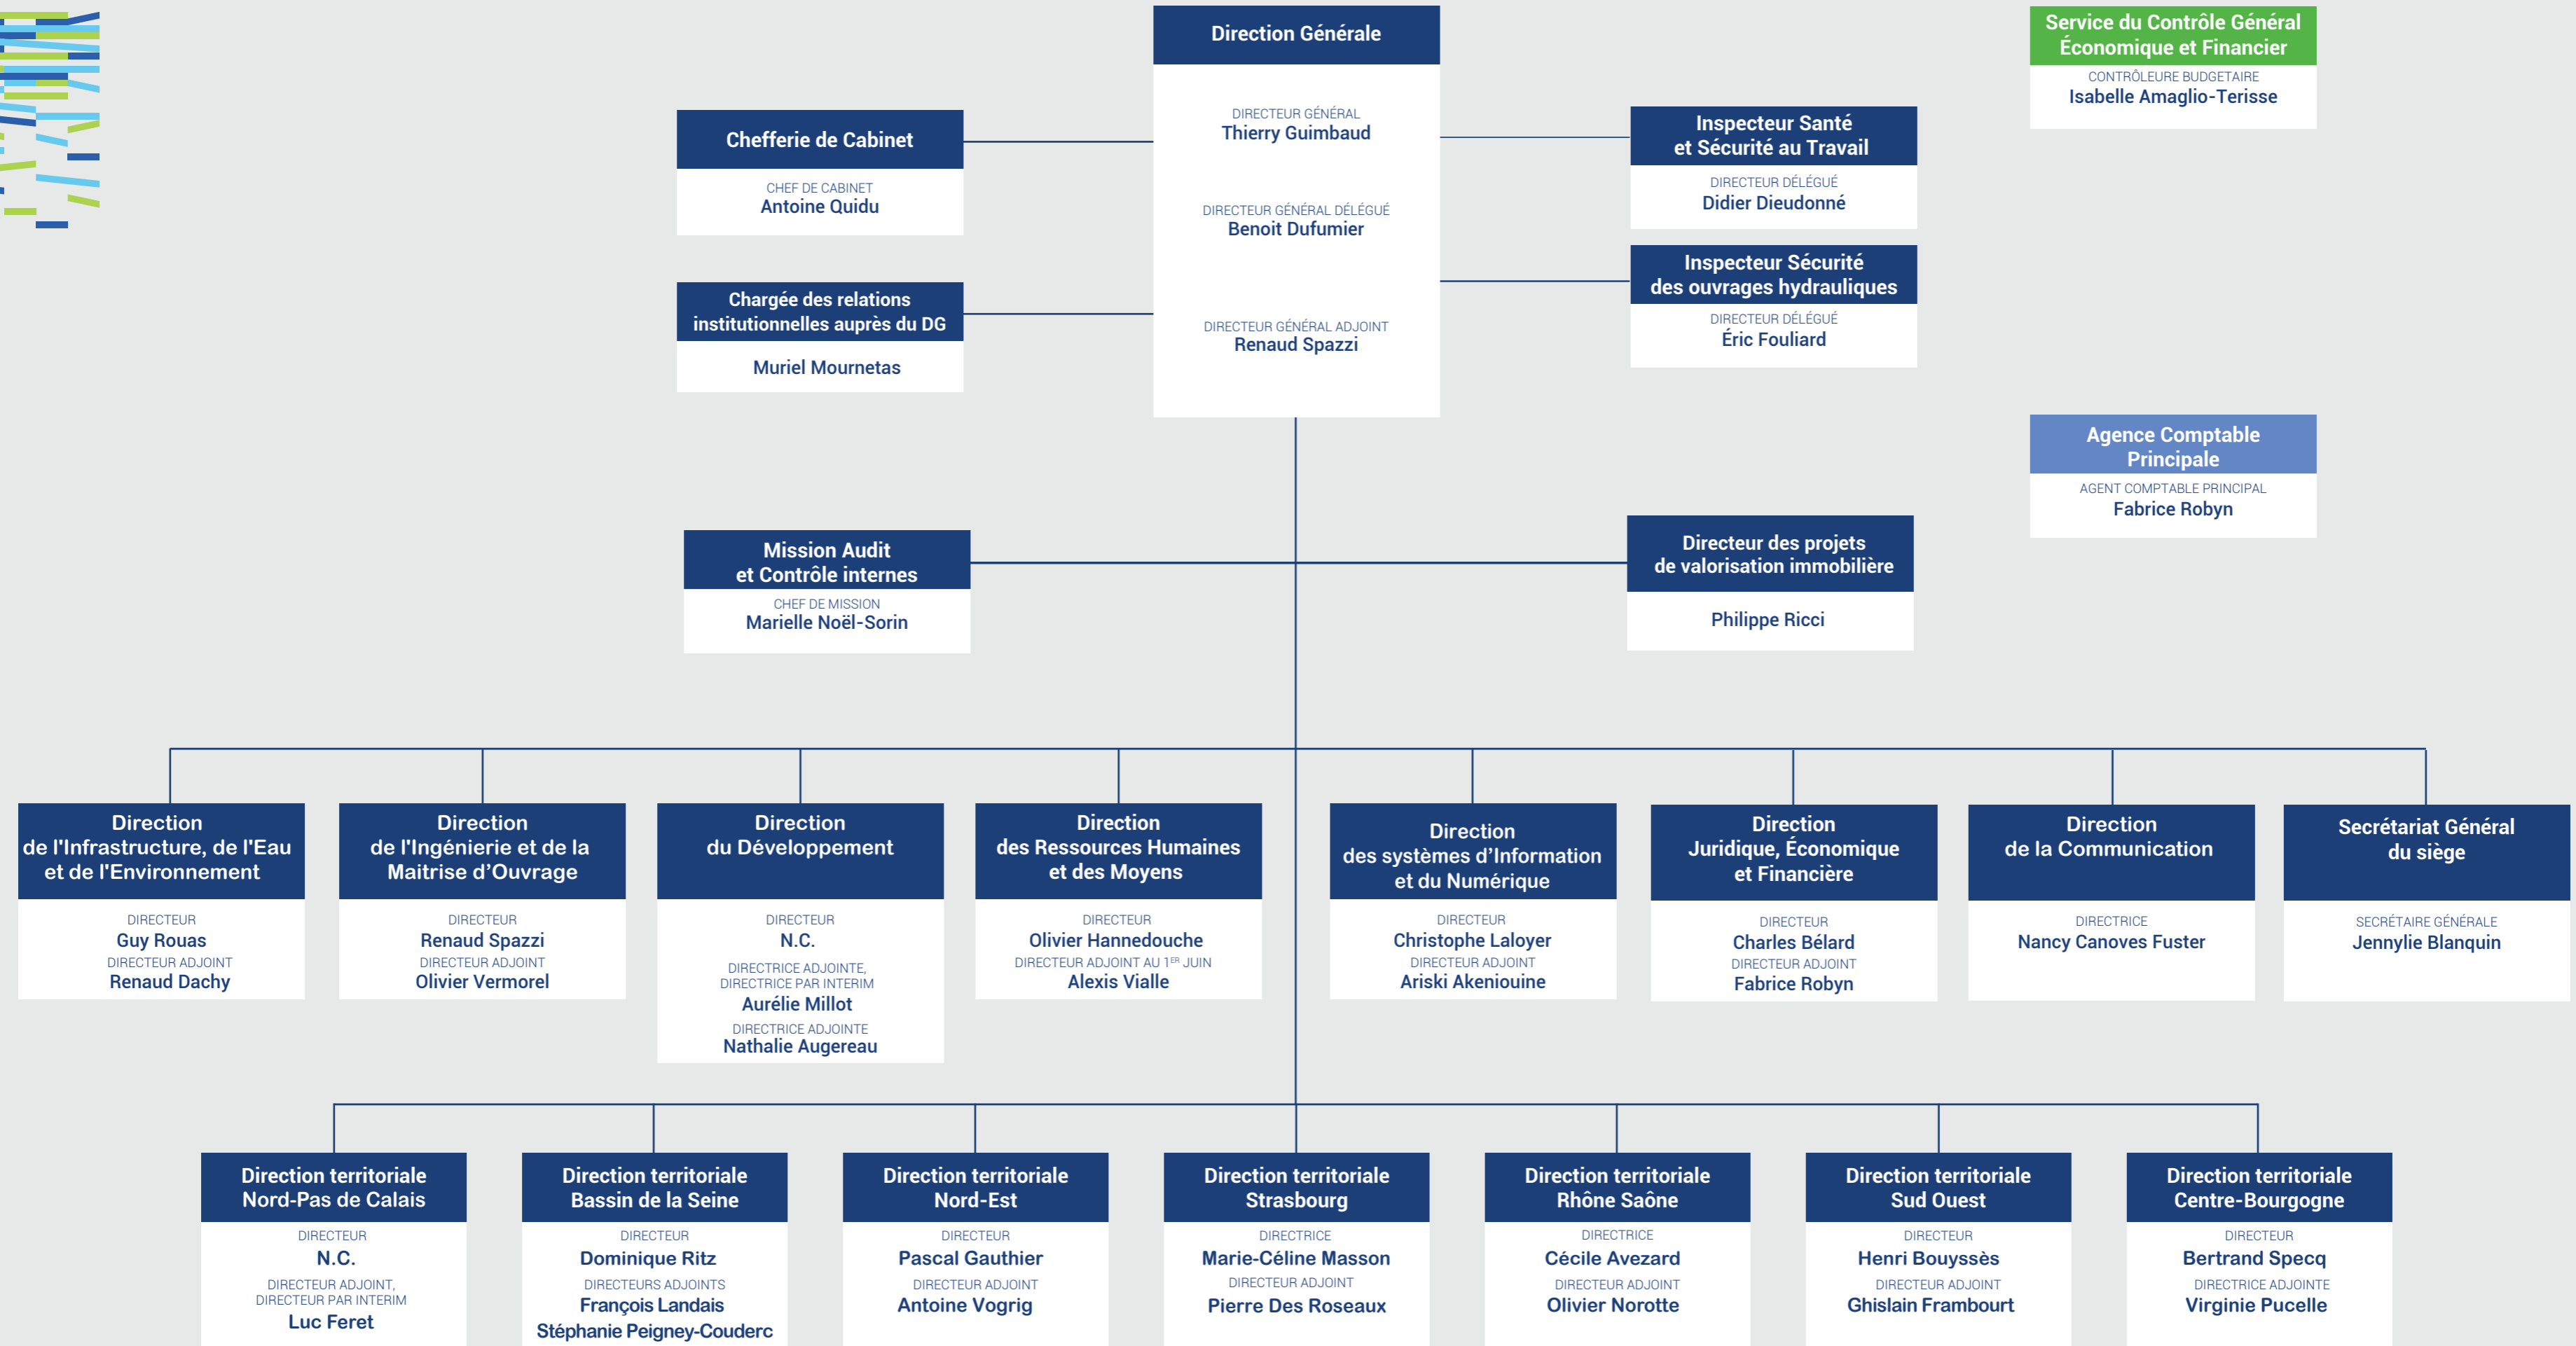 Direction Générale
DIRECTEUR GÉNÉRAL
Thierry Guimbaud
DIRECTEUR GÉNÉRAL DÉLÉGUÉ
Benoit Dufumier
DIRECTEUR GÉNÉRAL ADJOINT
Renaud Spazzi
Service du Contrôle Général
Économique et Financier
CONTRÔLEURE BUDGETAIRE
Isabelle Amaglio-Terisse
Chefferie de Cabinet
CHEF DE CABINET
Antoine Quidu
Inspecteur Santé
et Sécurité au Travail
DIRECTEUR DÉLÉGUÉ
Didier Dieudonné
Chargée des relations
institutionnelles auprès du DG
Muriel Mournetas
Inspecteur Sécurité
des ouvrages hydrauliques
DIRECTEUR DÉLÉGUÉ
Éric Fouliard
Agence Comptable
Principale
AGENT COMPTABLE PRINCIPAL
Fabrice Robyn
Mission Audit
et Contrôle internes
CHEF DE MISSION
Marielle Noël-Sorin
Directeur des projets
de valorisation immobilière
Philippe Ricci
Direction
de l'Infrastructure, de l'Eau
et de l'Environnement
DIRECTEUR
Guy Rouas
DIRECTEUR ADJOINT
Renaud Dachy
Direction
de l'Ingénierie et de la
Maitrise d’Ouvrage
DIRECTEUR
Renaud Spazzi
DIRECTEUR ADJOINT
Olivier Vermorel
Direction
du Développement
DIRECTEUR
N.C.
DIRECTRICE ADJOINTE,
DIRECTRICE PAR INTERIM
Aurélie Millot
DIRECTRICE ADJOINTE
Nathalie Augereau
Direction
des Ressources Humaines
et des Moyens
DIRECTEUR
Olivier Hannedouche
DIRECTEUR ADJOINT AU 1ER JUIN
Alexis Vialle
Direction
des systèmes d’Information
et du Numérique
DIRECTEUR
Christophe Laloyer
DIRECTEUR ADJOINT
Ariski Akeniouine
Direction
Juridique, Économique
et Financière
DIRECTEUR
Charles Bélard
DIRECTEUR ADJOINT
Fabrice Robyn
Direction
de la Communication
DIRECTRICE
Nancy Canoves Fuster
Secrétariat Général
du siège
SECRÉTAIRE GÉNÉRALE
Jennylie Blanquin
Direction territoriale
Nord-Pas de Calais
DIRECTEUR
N.C.
DIRECTEUR ADJOINT,
DIRECTEUR PAR INTERIM
Luc Feret
Direction territoriale
Bassin de la Seine
DIRECTEUR
Dominique Ritz
DIRECTEURS ADJOINTS
François Landais
Stéphanie Peigney-Couderc
Direction territoriale
Nord-Est
DIRECTEUR
Pascal Gauthier
DIRECTEUR ADJOINT
Antoine Vogrig
Direction territoriale
Strasbourg
DIRECTRICE
Marie-Céline Masson
DIRECTEUR ADJOINT
Pierre Des Roseaux
Direction territoriale
Rhône Saône
DIRECTRICE
Cécile Avezard
DIRECTEUR ADJOINT
Olivier Norotte
Direction territoriale
Sud Ouest
DIRECTEUR
Henri Bouyssès
DIRECTEUR ADJOINT
Ghislain Frambourt
Direction territoriale
Centre-Bourgogne
DIRECTEUR
Bertrand Specq
DIRECTRICE ADJOINTE
Virginie Pucelle